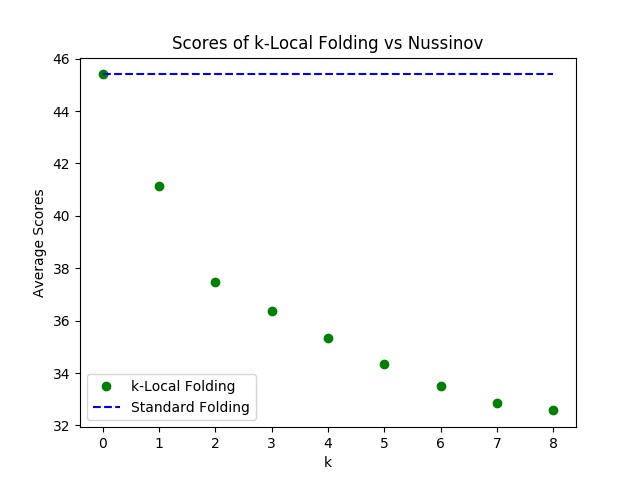 Scores of k-Local Folding vs Nussinov
46
44
42
40
38
36
34
32
Average Scores
k-Local Folding
Standard Folding
0 1 2 3 4 5 6 7 8
k